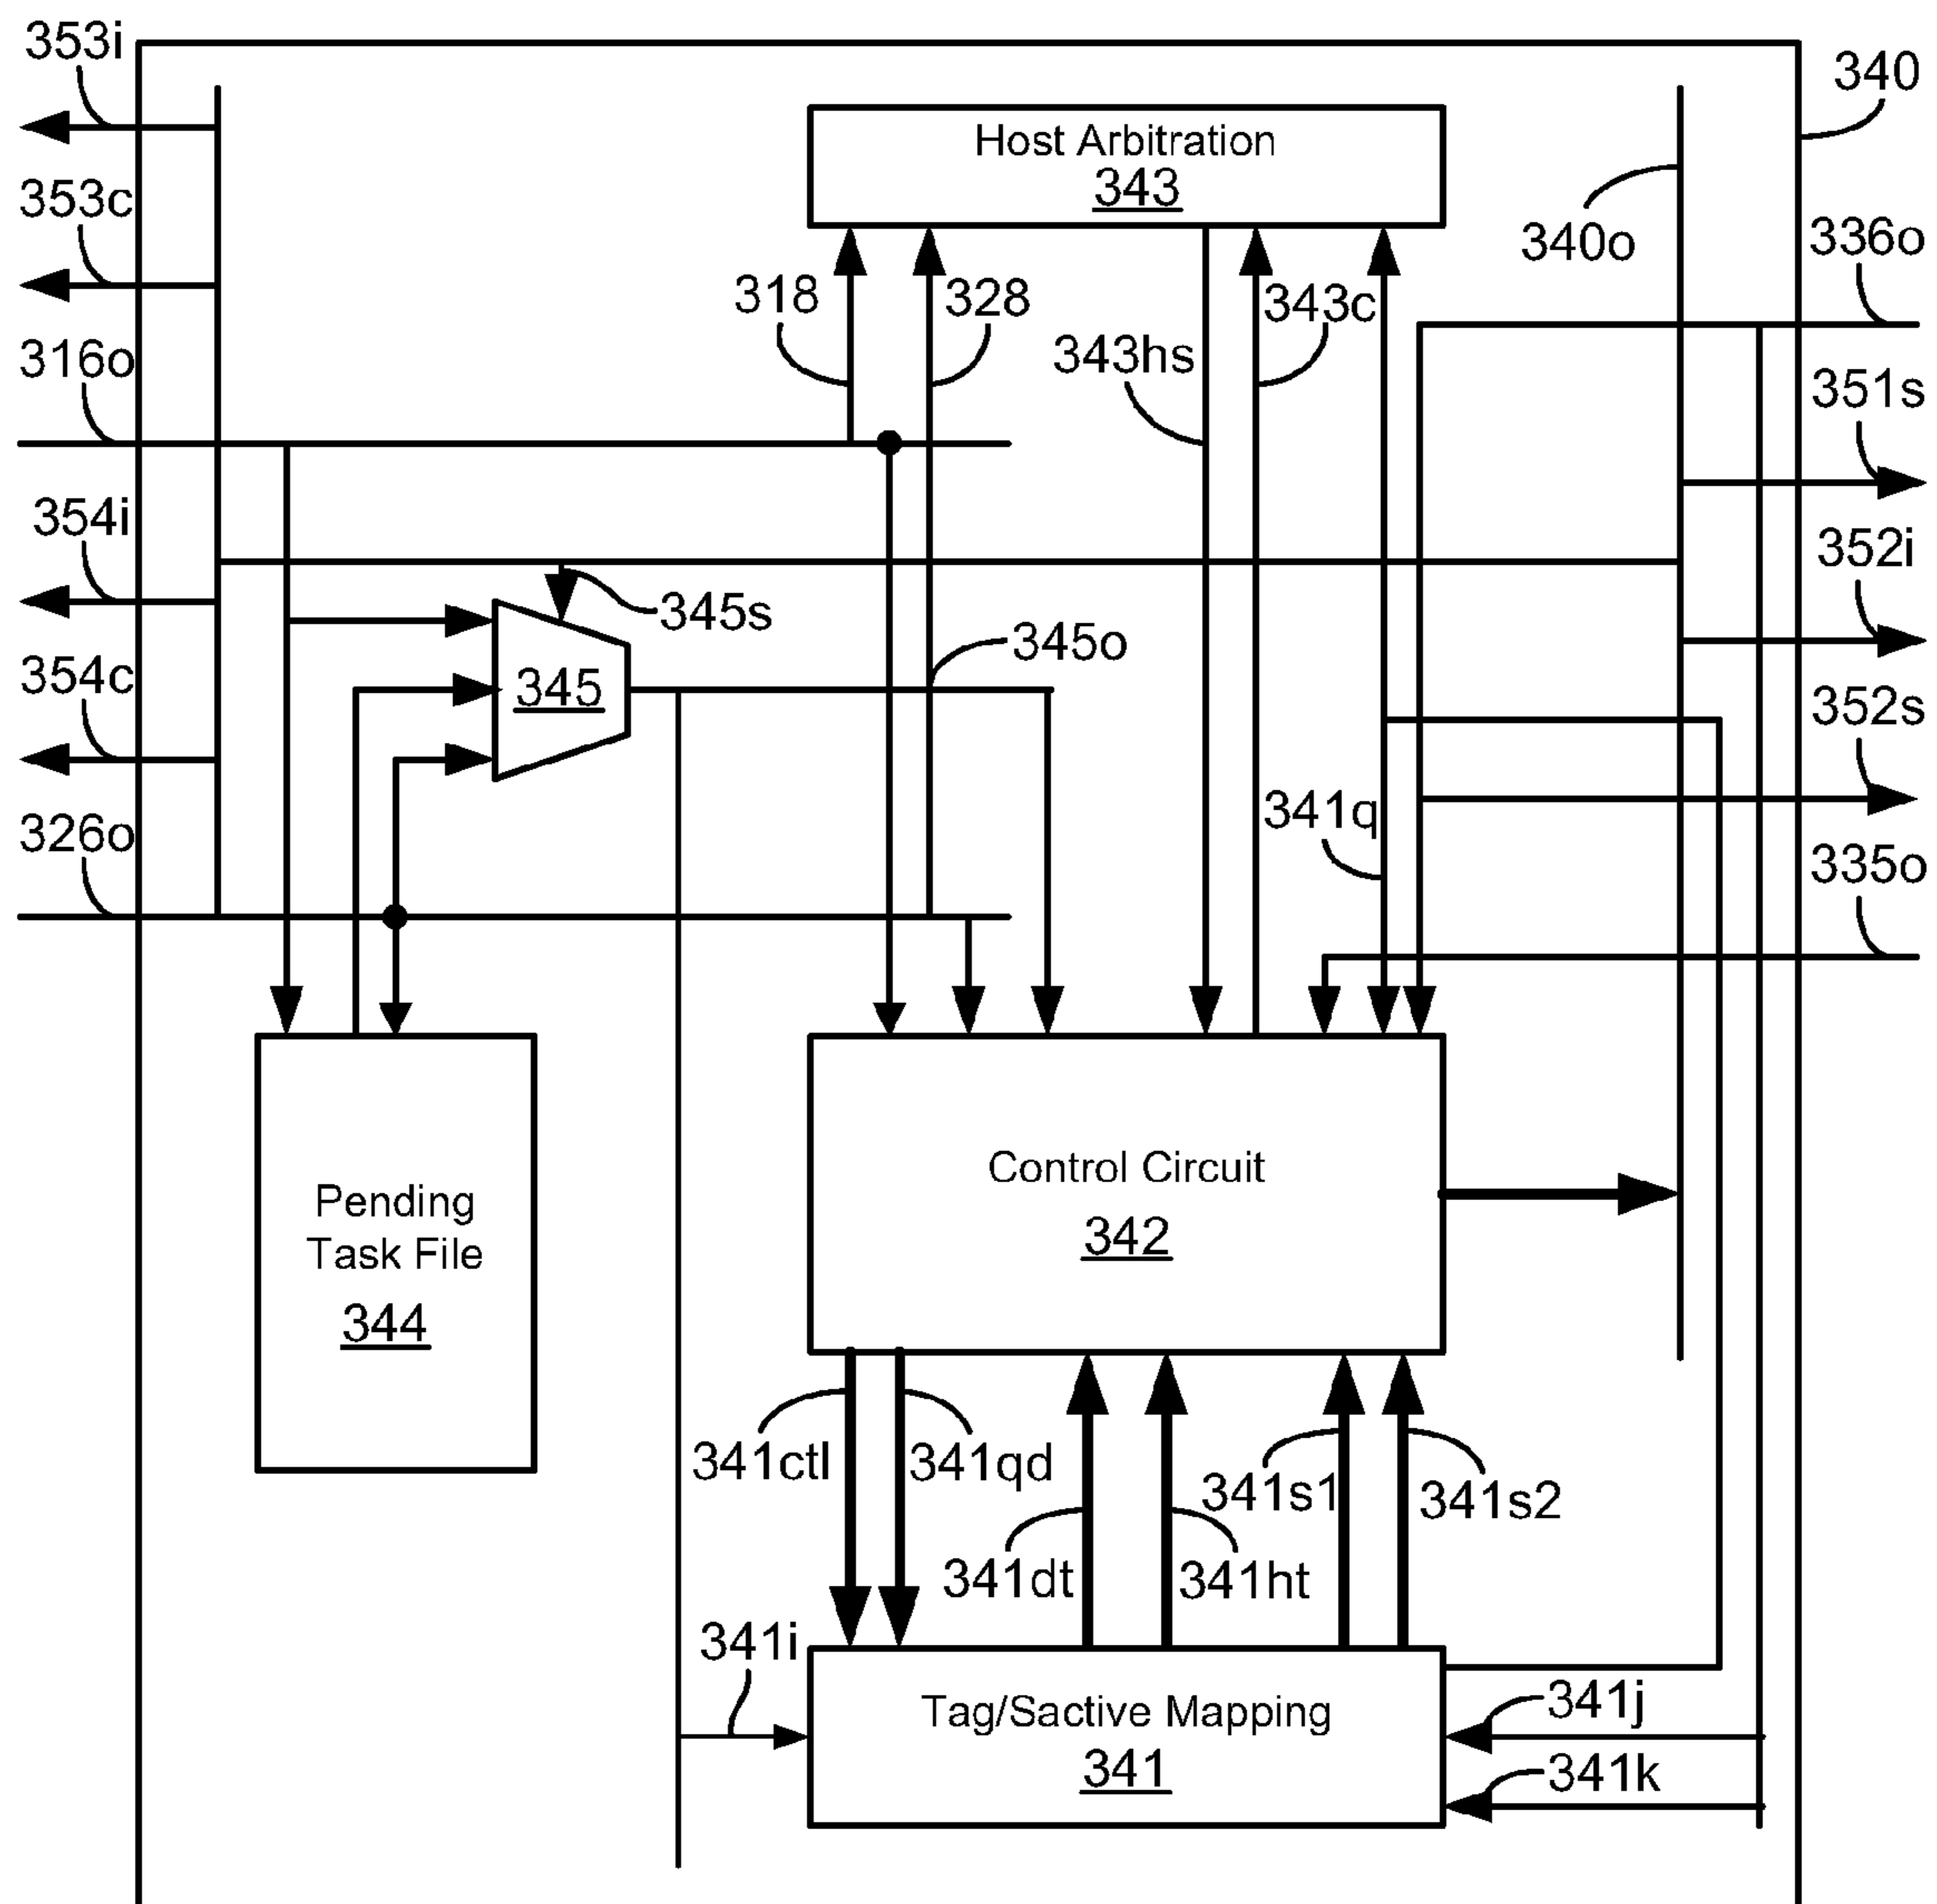 353i
340
Host Arbitration
343
353c
340o
336o
318
328
343c
316o
343hs
351s
354i
352i
345s
345o
354c
345
352s
341q
326o
335o
Control Circuit
342
Pending
Task File
344
341ctl
341qd
341s1
341s2
341dt
341ht
341i
Tag/Sactive Mapping
341
341j
341k